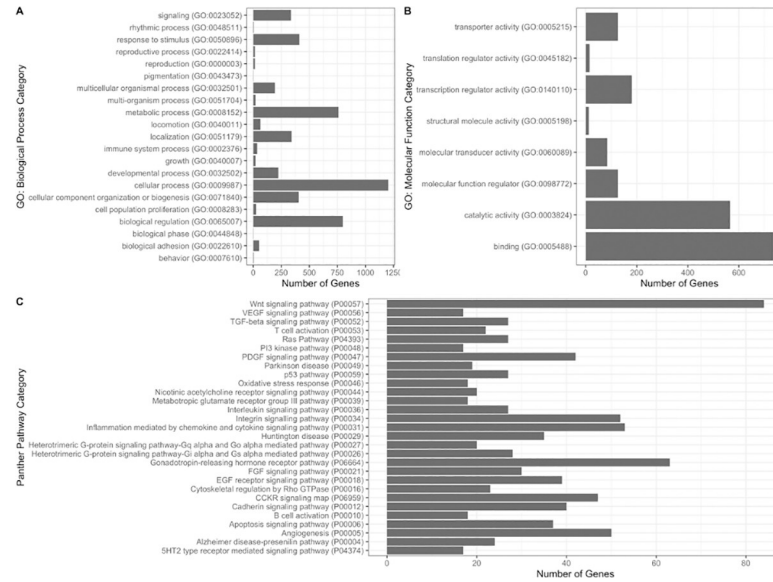 A
GO: Biological Process Category
signaling (GO:0023052)
rhythmic process (GO:0048511)
response to stimulus (GO:0050896)
reproductive process (GO:0022414)
reproduction (GO:0000003)
pigmentation (GO:0043473)
multicellular organismal process (GO:0032501)
multi-organism process (GO:0051704)
metabolic process (GO:0008152)
locomotion (GO:0040011)
localization (GO:0051179)
immune system process (GO:0002376)
growth (GO:0040007)
developmental process (GO:0032502)
cellular process (GO:0009987)
cellular component organization or biogenesis (GO:0071840)
cell population proliferation (GO:0008283)
biological regulation (GO:0065007)
biological phase (GO:0044848)
biological adhesion (GO:0022610)
behavior (GO:0007610)
0 250 500 750 1000 1250
Number of Genes
B
GO: Molecular Function Category
transporter activity (GO:0005215)
translation regulator activity (GO:0045182)
transcription regulator activity (GO:0140110)
structural molecule activity (GO:0005198)
molecular transducer activity (GO:0060089)
molecular function regulator (GO:0098772)
catalytic activity (GO:0003824)
binding (GO:0005488)
0 200 400 600
Number of Genes
C
Panther Pathway Category
Wnt signaling pathway (P00057)
VEGF signaling pathway (P00056)
TGF-beta signaling pathway (P00052)
T cell activation (P00053)
Ras Pathway (P04393)
PI3 kinase pathway (P00048)
PDGF signaling pathway (P00047)
Parkinson disease (P00049)
p53 pathway (P00059)
Oxidative stress response (P00046)
Nicotinic acetylcholine receptor signaling pathway (P00044)
Metabotropic glutamate receptor group III pathway (P00039)
Interleukin signaling pathway (P00036)
Integrin signalling pathway (P00034)
Inflammation mediated by chemokine and cytokine signaling pathway (P00031)
Huntington disease (P00029)
Heterotrimeric G-protein signaling pathway-Gq alpha and Go alpha mediated pathway (P00027)
Heterotrimeric G-protein signaling pathway-Gi alpha and Gs alpha mediated pathway (P00026)
Gonadotropin-releasing hormone receptor pathway (P06664)
FGF signaling pathway (P00021)
EGF receptor signaling pathway (P00018)
Cytoskeletal regulation by Rho GTPase (P00016)
CCKR signaling map (P06959)
Cadherin signaling pathway (P00012)
B cell activation (P00010)
Apoptosis signaling pathway (P00006)
Angiogenesis (P00005)
Alzheimer disease-presenilin pathway (P00004)
5HT2 type receptor mediated signaling pathway (P04374)
0 20 40 60 80
Number of Genes